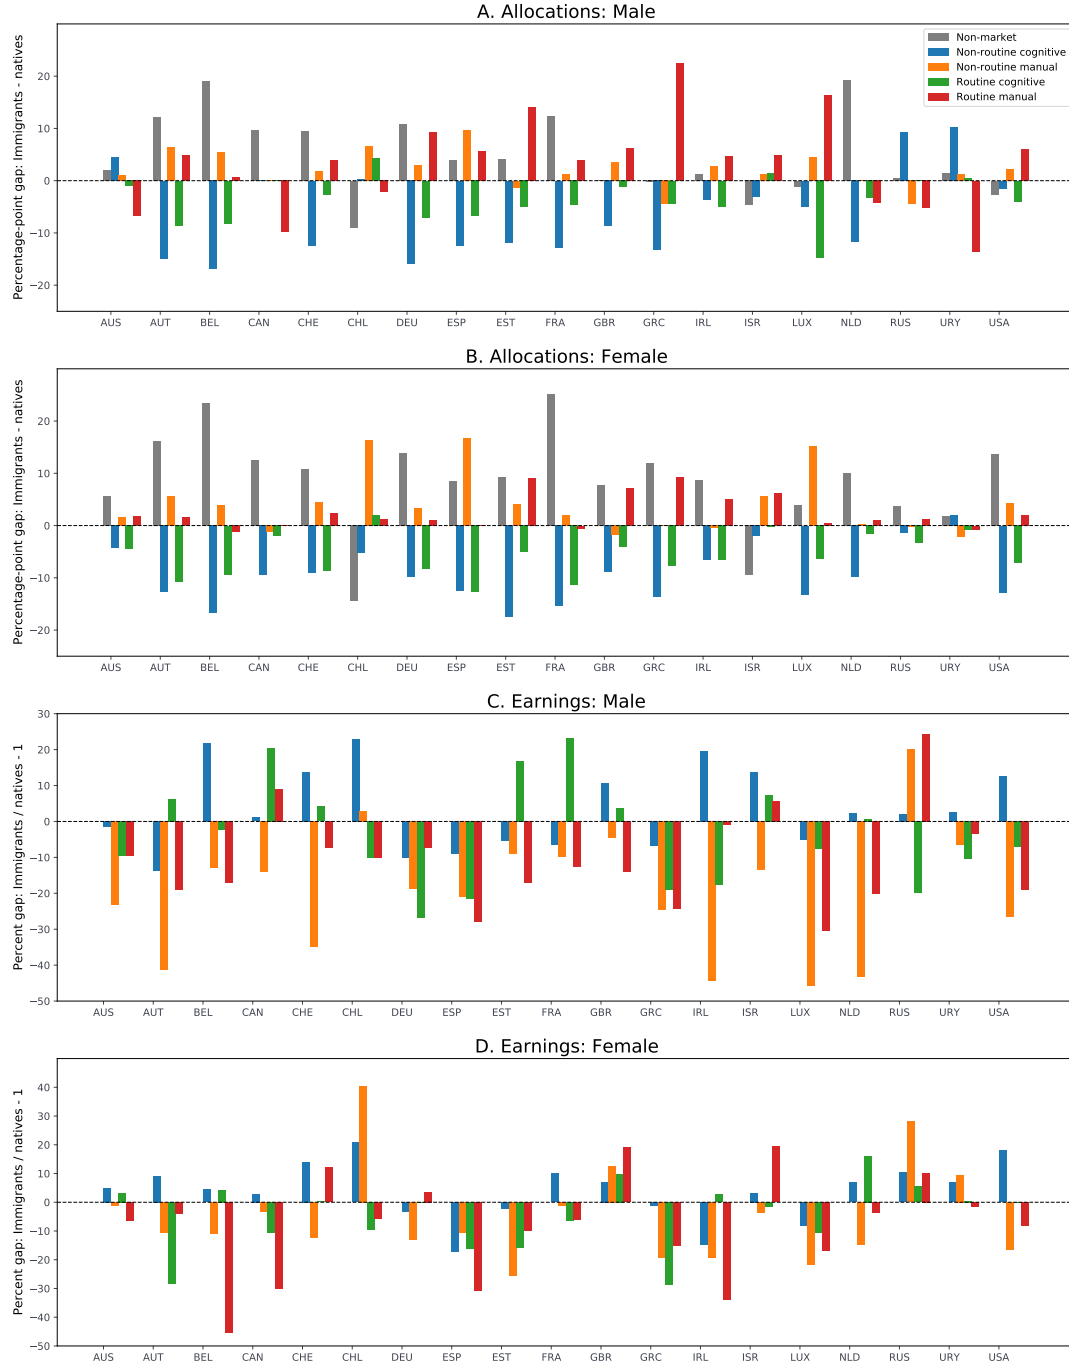 A. Allocations: Male
Percentage-point gap: Immigrants - natives
20
10
0
−10
−20
Non-market
Non-routine cognitive
Non-routine manual
Routine cognitive
Routine manual
AUS AUT BEL CAN CHE CHL DEU ESP EST FRA GBR GRC IRL ISR LUX NLD RUS URY USA
B. Allocations: Female
Percentage-point gap: Immigrants - natives
20
10
0
−10
−20
AUS AUT BEL CAN CHE CHL DEU ESP EST FRA GBR GRC IRL ISR LUX NLD RUS URY USA
C. Earnings: Male
Percent gap: Immigrants / natives - 1
30
20
10
0
−10
−20
−30
−40
−50
AUS AUT BEL CAN CHE CHL DEU ESP EST FRA GBR GRC IRL ISR LUX NLD RUS URY USA
D. Earnings: Female
Percent gap: Immigrants / natives - 1
40
30
20
10
0
−10
−20
−30
−40
−50
AUS AUT BEL CAN CHE CHL DEU ESP EST FRA GBR GRC IRL ISR LUX NLD RUS URY USA